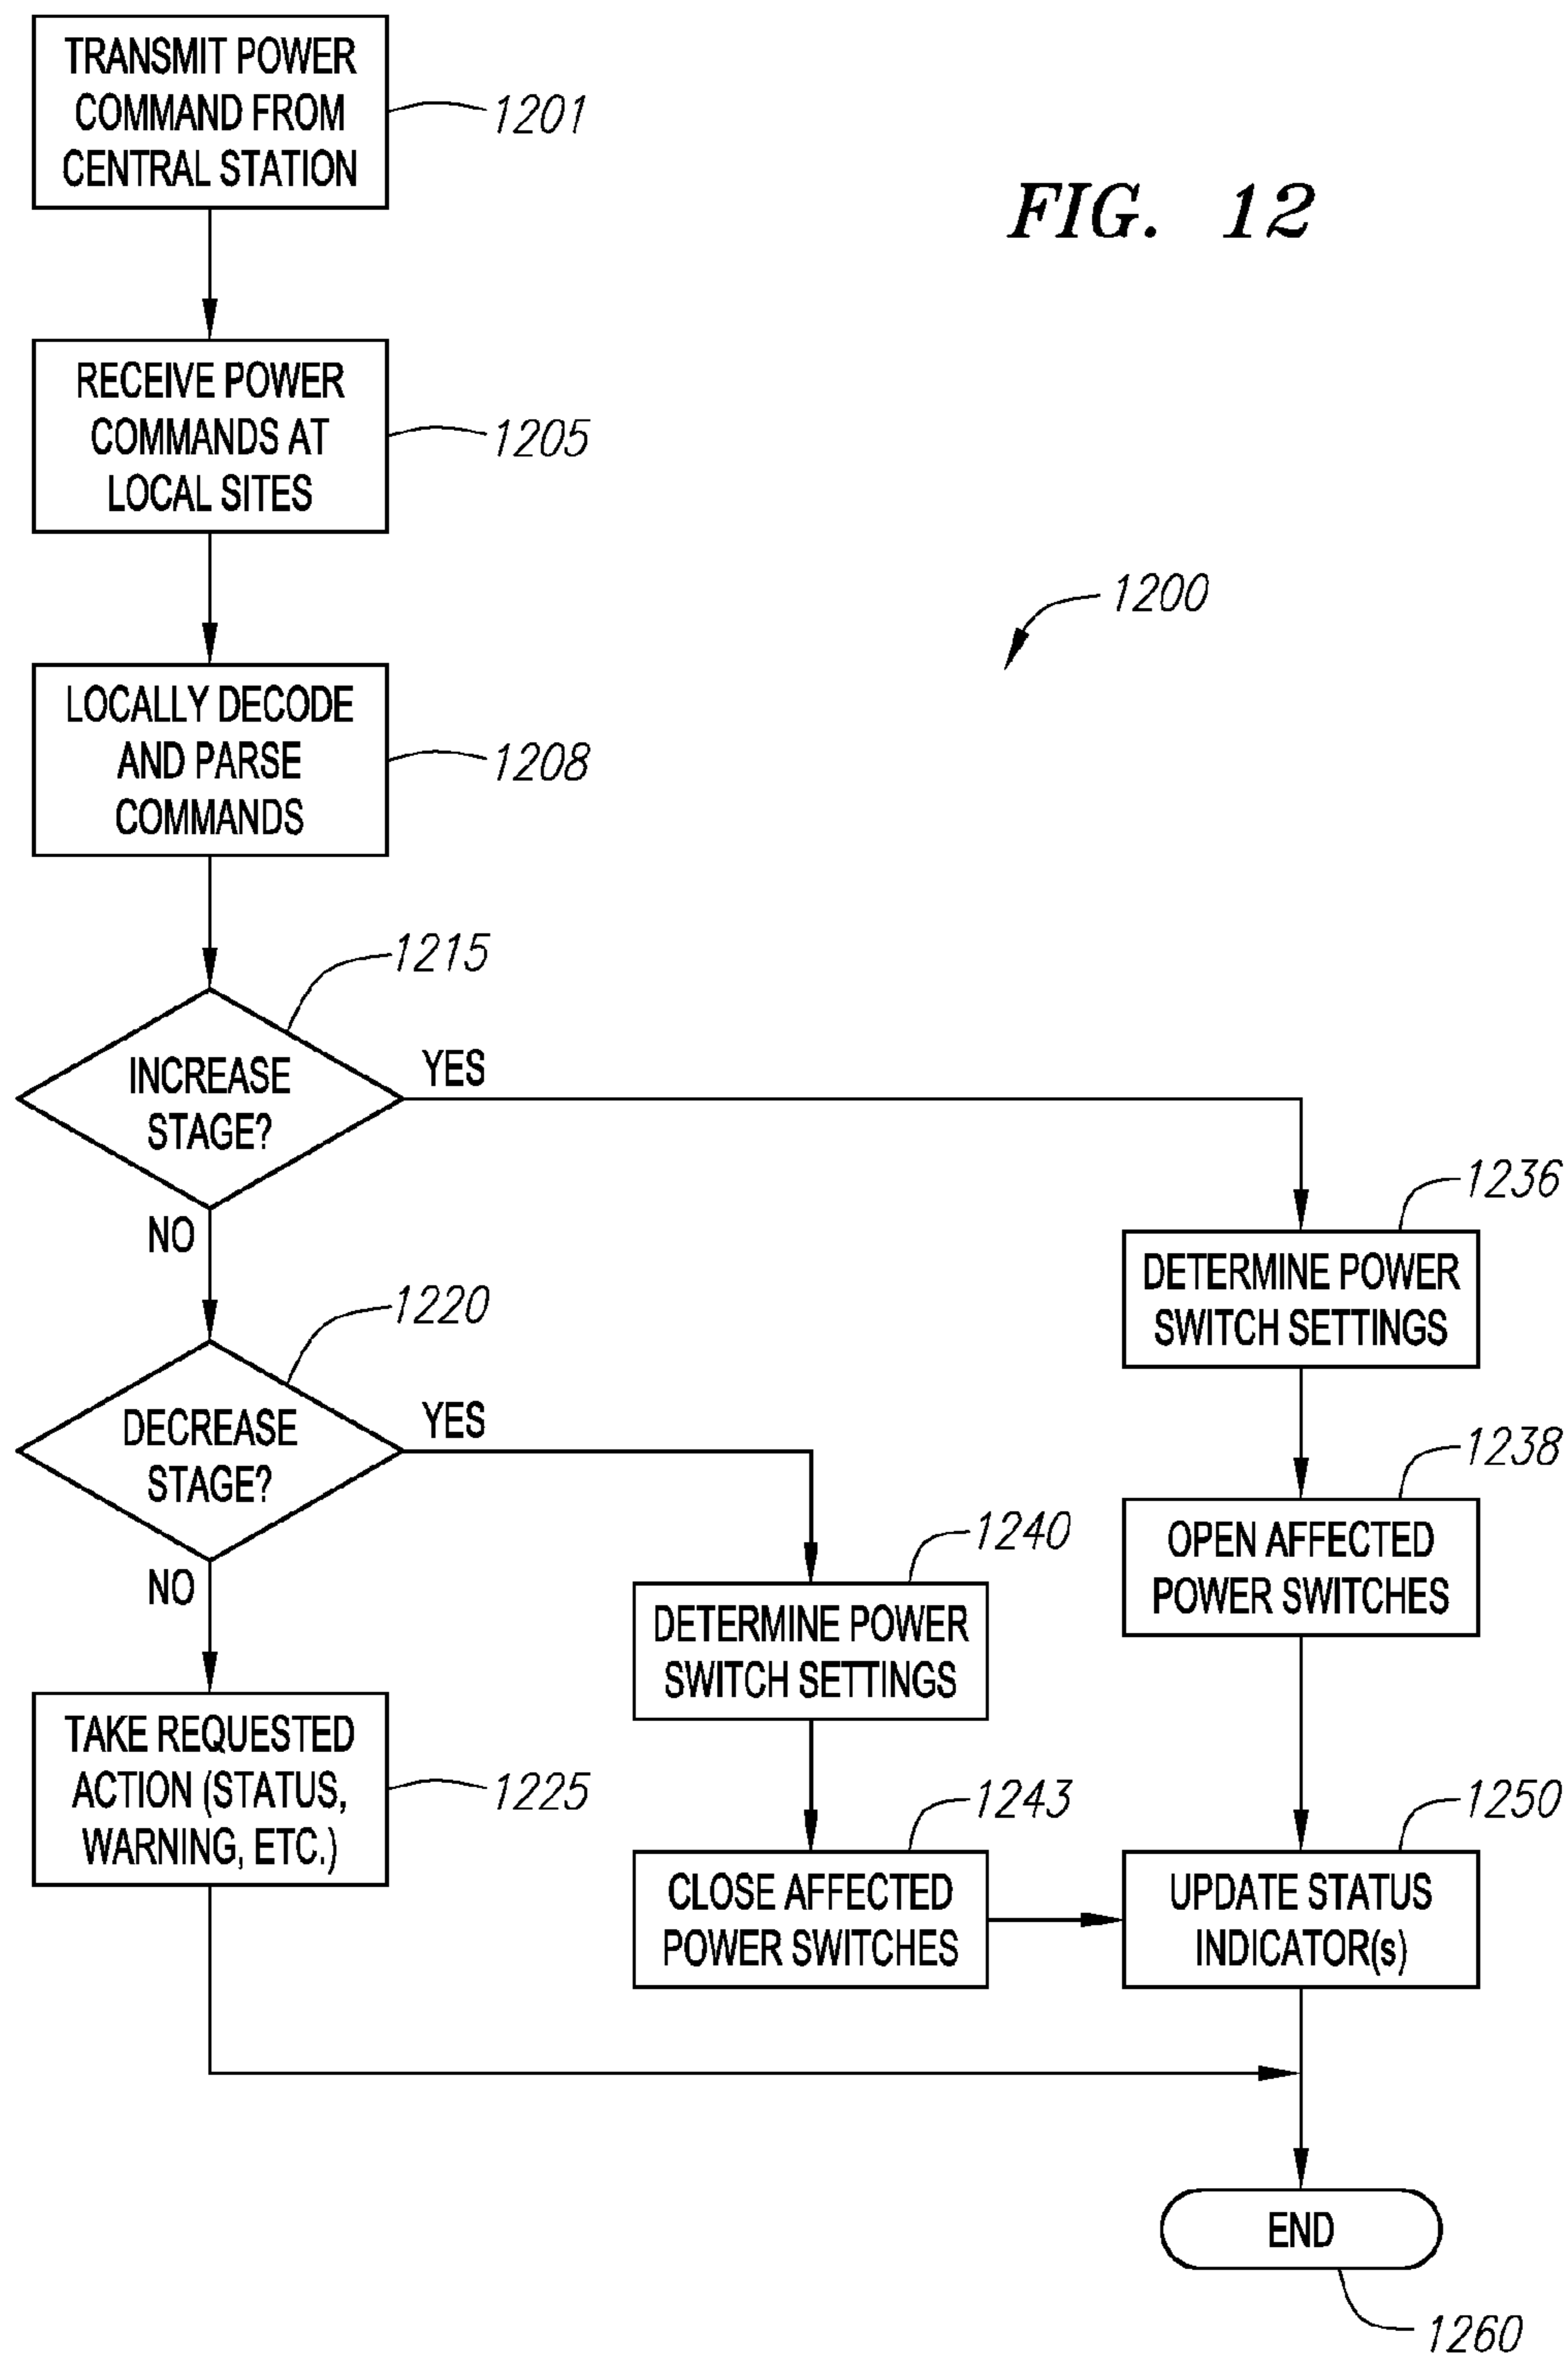 TRANSMIT POWER
COMMAND FROM
CENTRAL STATION
1201
FIG. 12
RECEIVE POWER
COMMANDS AT
LOCAL SITES
1205
1200
LOCALLY DECODE
AND PARSE
COMMANDS
1208
1215
INCREASE
STAGE?
YES
NO
1236
DETERMINE POWER
SWITCH SETTINGS
1220
DECREASE
STAGE?
YES
NO
1238
OPEN AFFECTED
POWER SWITCHES
1240
DETERMINE POWER
SWITCH SETTINGS
TAKE REQUESTED
ACTION (STATUS,
WARNING, ETC.)
1225
1243
CLOSE AFFECTED
POWER SWITCHES
1250
UPDATE STATUS
INDICATOR(s)
END
1260